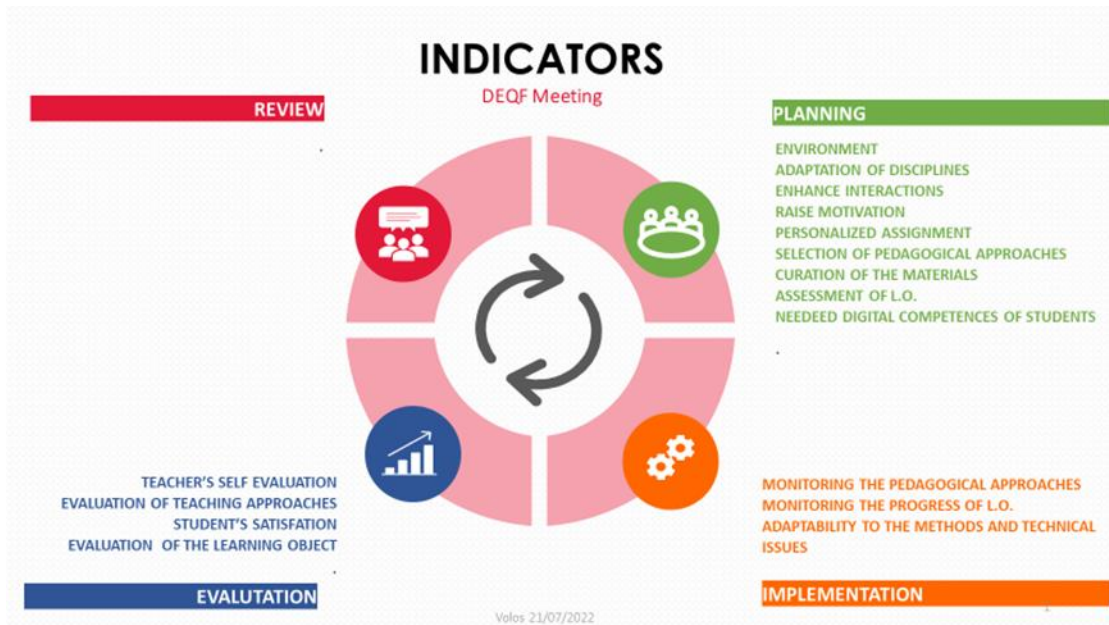 INDICATORS
DEQF Meeting
REVIEW
PLANNING
ENVIRONMENT
ADAPTATION OF DISCIPLINES
ENHANCE INTERACTIONS
RAISE MOTIVATION
PERSONALIZED ASSIGNMENT
SELECTION OF PEDAGOGICAL APPROACHES
CURATION OF THE MATERIALS
ASSESSMENT OF L.O.
NEEDEED DIGITAL COMPETENCES OF STUDENTS
TEACHER'S SELF EVALUATION
EVALUATION OF TEACHING APPROACHES
STUDENT'S SATISFATION
EVALUATION OF THE LEARNING OBJECT
EVALUTATION
MONITORING THE PEDAGOGICAL APPROACHES
MONITORING THE PROGRESS OF L.O.
ADAPTABILITY TO THE METHODS AND TECHNICAL
ISSUES
IMPLEMENTATION
Volos 21/07/2022
1